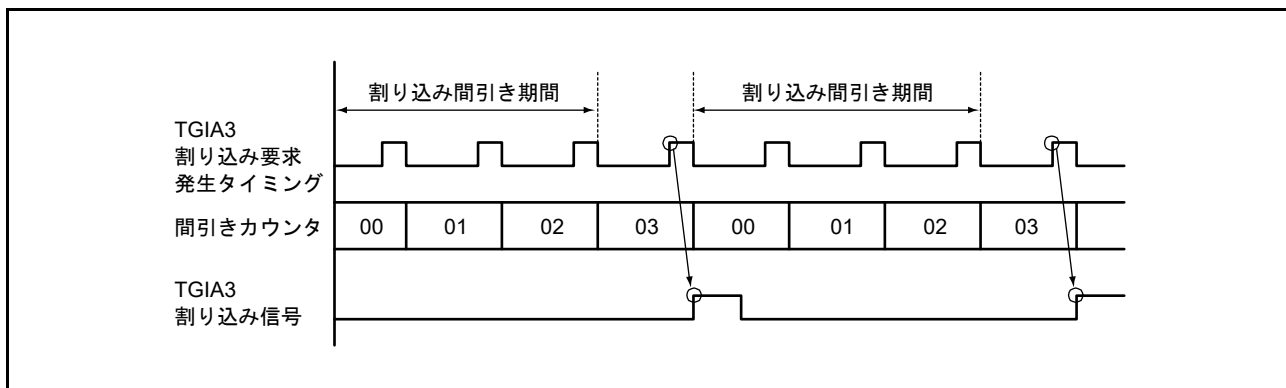 割り込み間引き期間 割り込み間引き期間
TGIA3
割り込み要求
発生タイミング
間引きカウンタ 00 01 02 03 00 01 02 03
TGIA3
割り込み信号